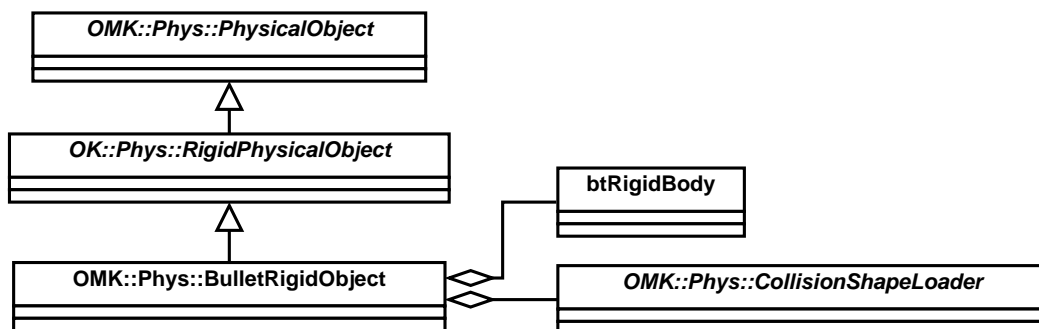 OMK::Phys::PhysicalObject
OK::Phys::RigidPhysicalObject
btRigidBody
OMK::Phys::BulletRigidObject
OMK::Phys::CollisionShapeLoader